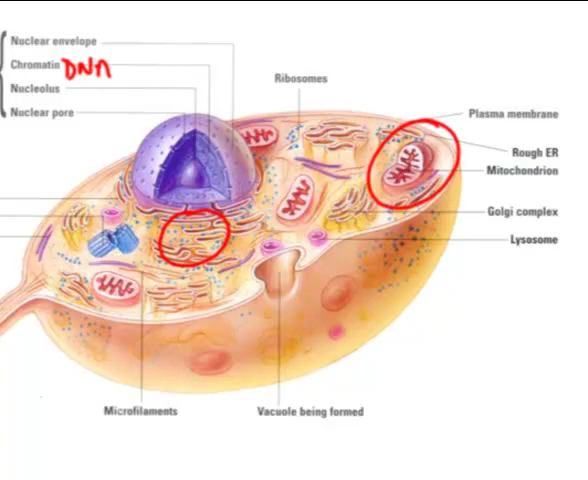 Nuclear envelope
Chromatin DNA
Nucleolus
Nuclear pore
Ribosomes
Plasma membrane
Rough ER
Mitochondrion
Golgi complex
Lysosome
Microfilaments
Vacuole being formed